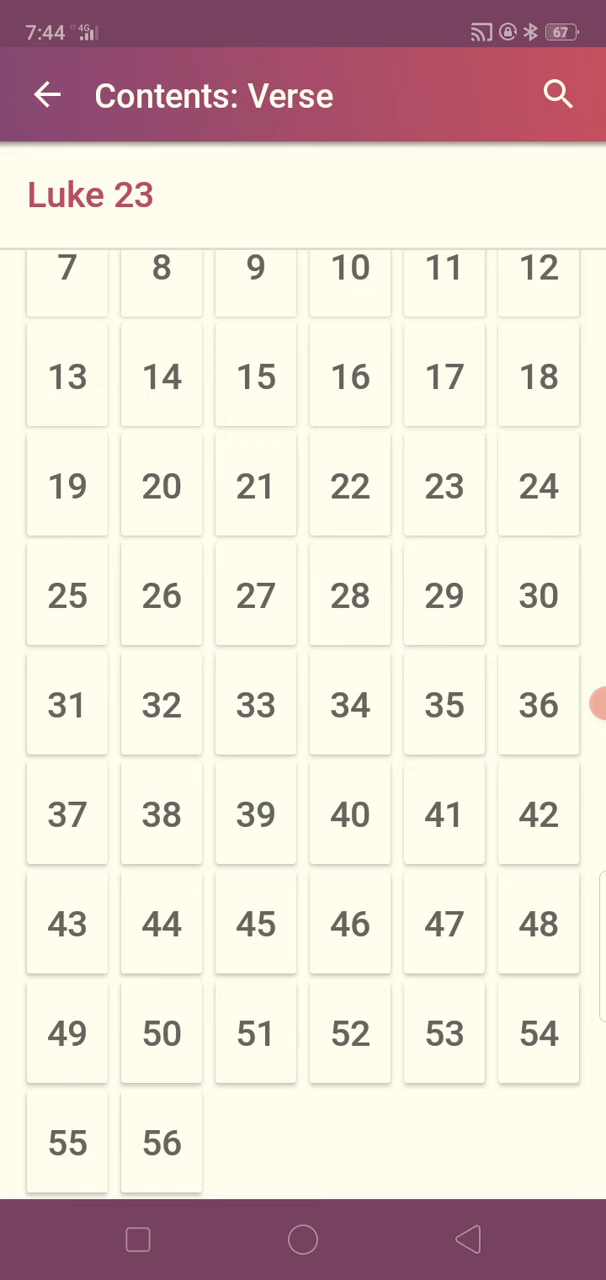 7:44 4G 67
Contents: Verse
Luke 23
7 8 9 10 11 12
13 14 15 16 17 18
19 20 21 22 23 24
25 26 27 28 29 30
31 32 33 34 35 36
37 38 39 40 41 42
43 44 45 46 47 48
49 50 51 52 53 54
55 56